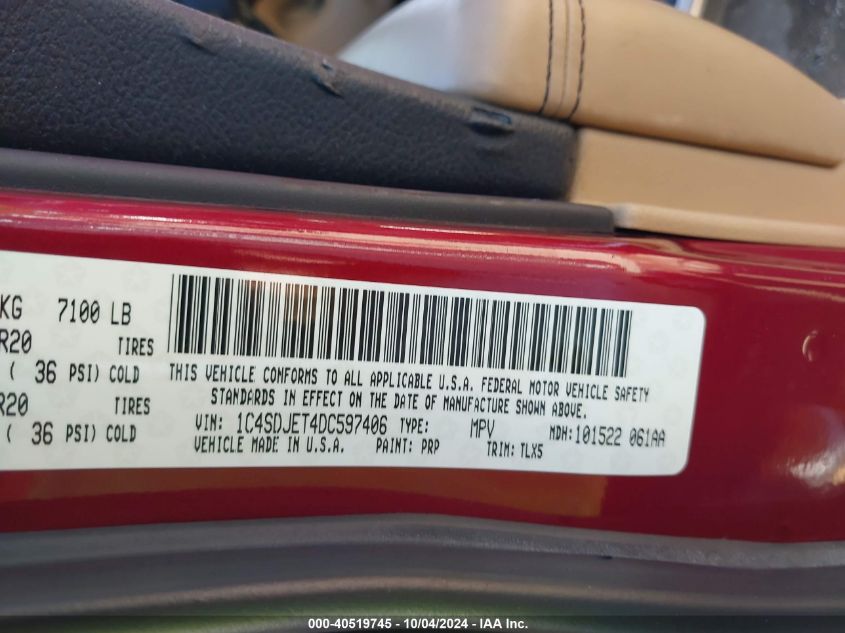 KG 7100 LB
R20 TIRES
( 36 PSI) COLD
R20 TIRES
( 36 PSI) COLD
THIS VEHICLE CONFORMS TO ALL APPLICABLE U.S.A. FEDERAL MOTOR VEHICLE SAFETY
STANDARDS IN EFFECT ON THE DATE OF MANUFACTURE SHOWN ABOVE.
VIN: 1C4SDJET4DC597406 TYPE: MPV MDH:101522 061AA
VEHICLE MADE IN U.S.A. PAINT: PRP TRIM: TLX5
000-40519745 - 10/04/2024 - IAA Inc.